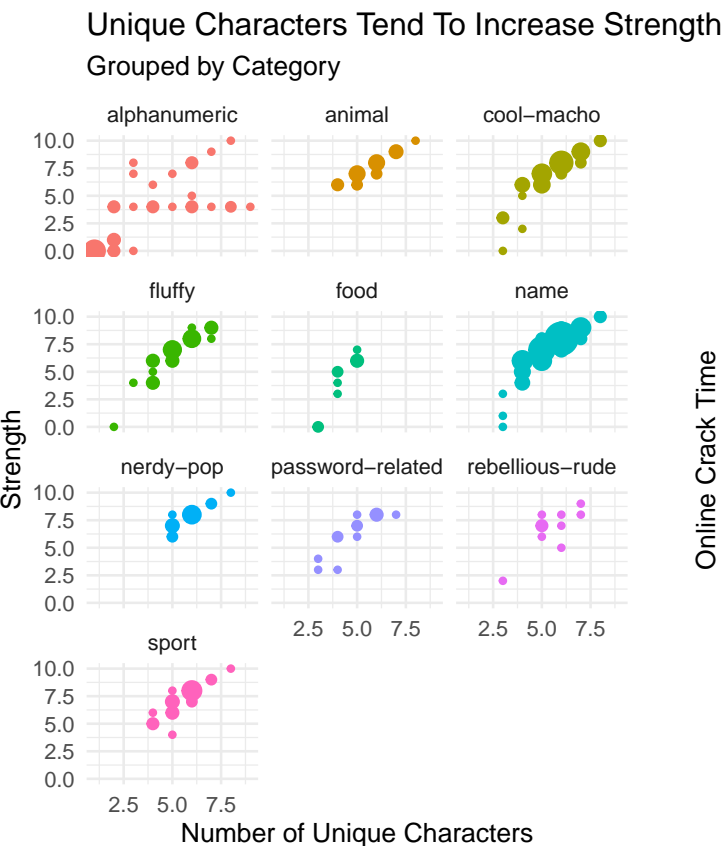 Unique Characters Tend To Increase Strength
Grouped by Category
alphanumeric
animal
cool−macho
10.0
7.5
5.0
2.5
0.0
fluffy
food
name
10.0
7.5
5.0
2.5
0.0
nerdy−pop
password−related
rebellious−rude
10.0
7.5
5.0
2.5
0.0
2.5 5.0 7.5
2.5 5.0 7.5
sport
10.0
7.5
5.0
2.5
0.0
2.5 5.0 7.5
Number of Unique Characters
Strength
Online Crack Time